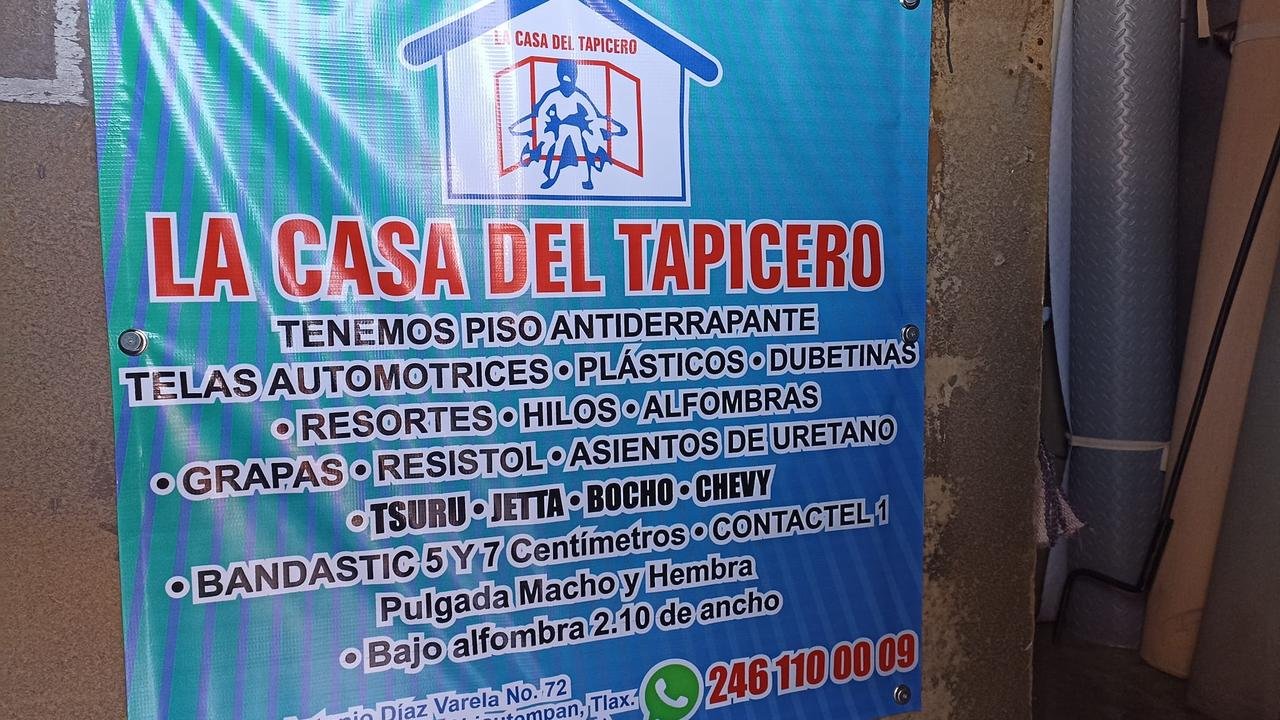 LA CASA DEL TAPICERO
LA CASA DEL TAPICERO
TENEMOS PISO ANTIDERRAPANTE
TELAS AUTOMOTRICES • PLÁSTICOS • DUBETINAS
• RESORTES • HILOS • ALFOMBRAS
• GRAPAS • RESISTOL • ASIENTOS DE URETANO
• TSURU • JETTA • BOCHO • CHEVY
• BANDASTIC 5 Y 7 Centímetros • CONTACTEL 1
Pulgada Macho y Hembra
• Bajo alfombra 2.10 de ancho
Díaz Varela No. 72
Tlax.
246 110 00 09